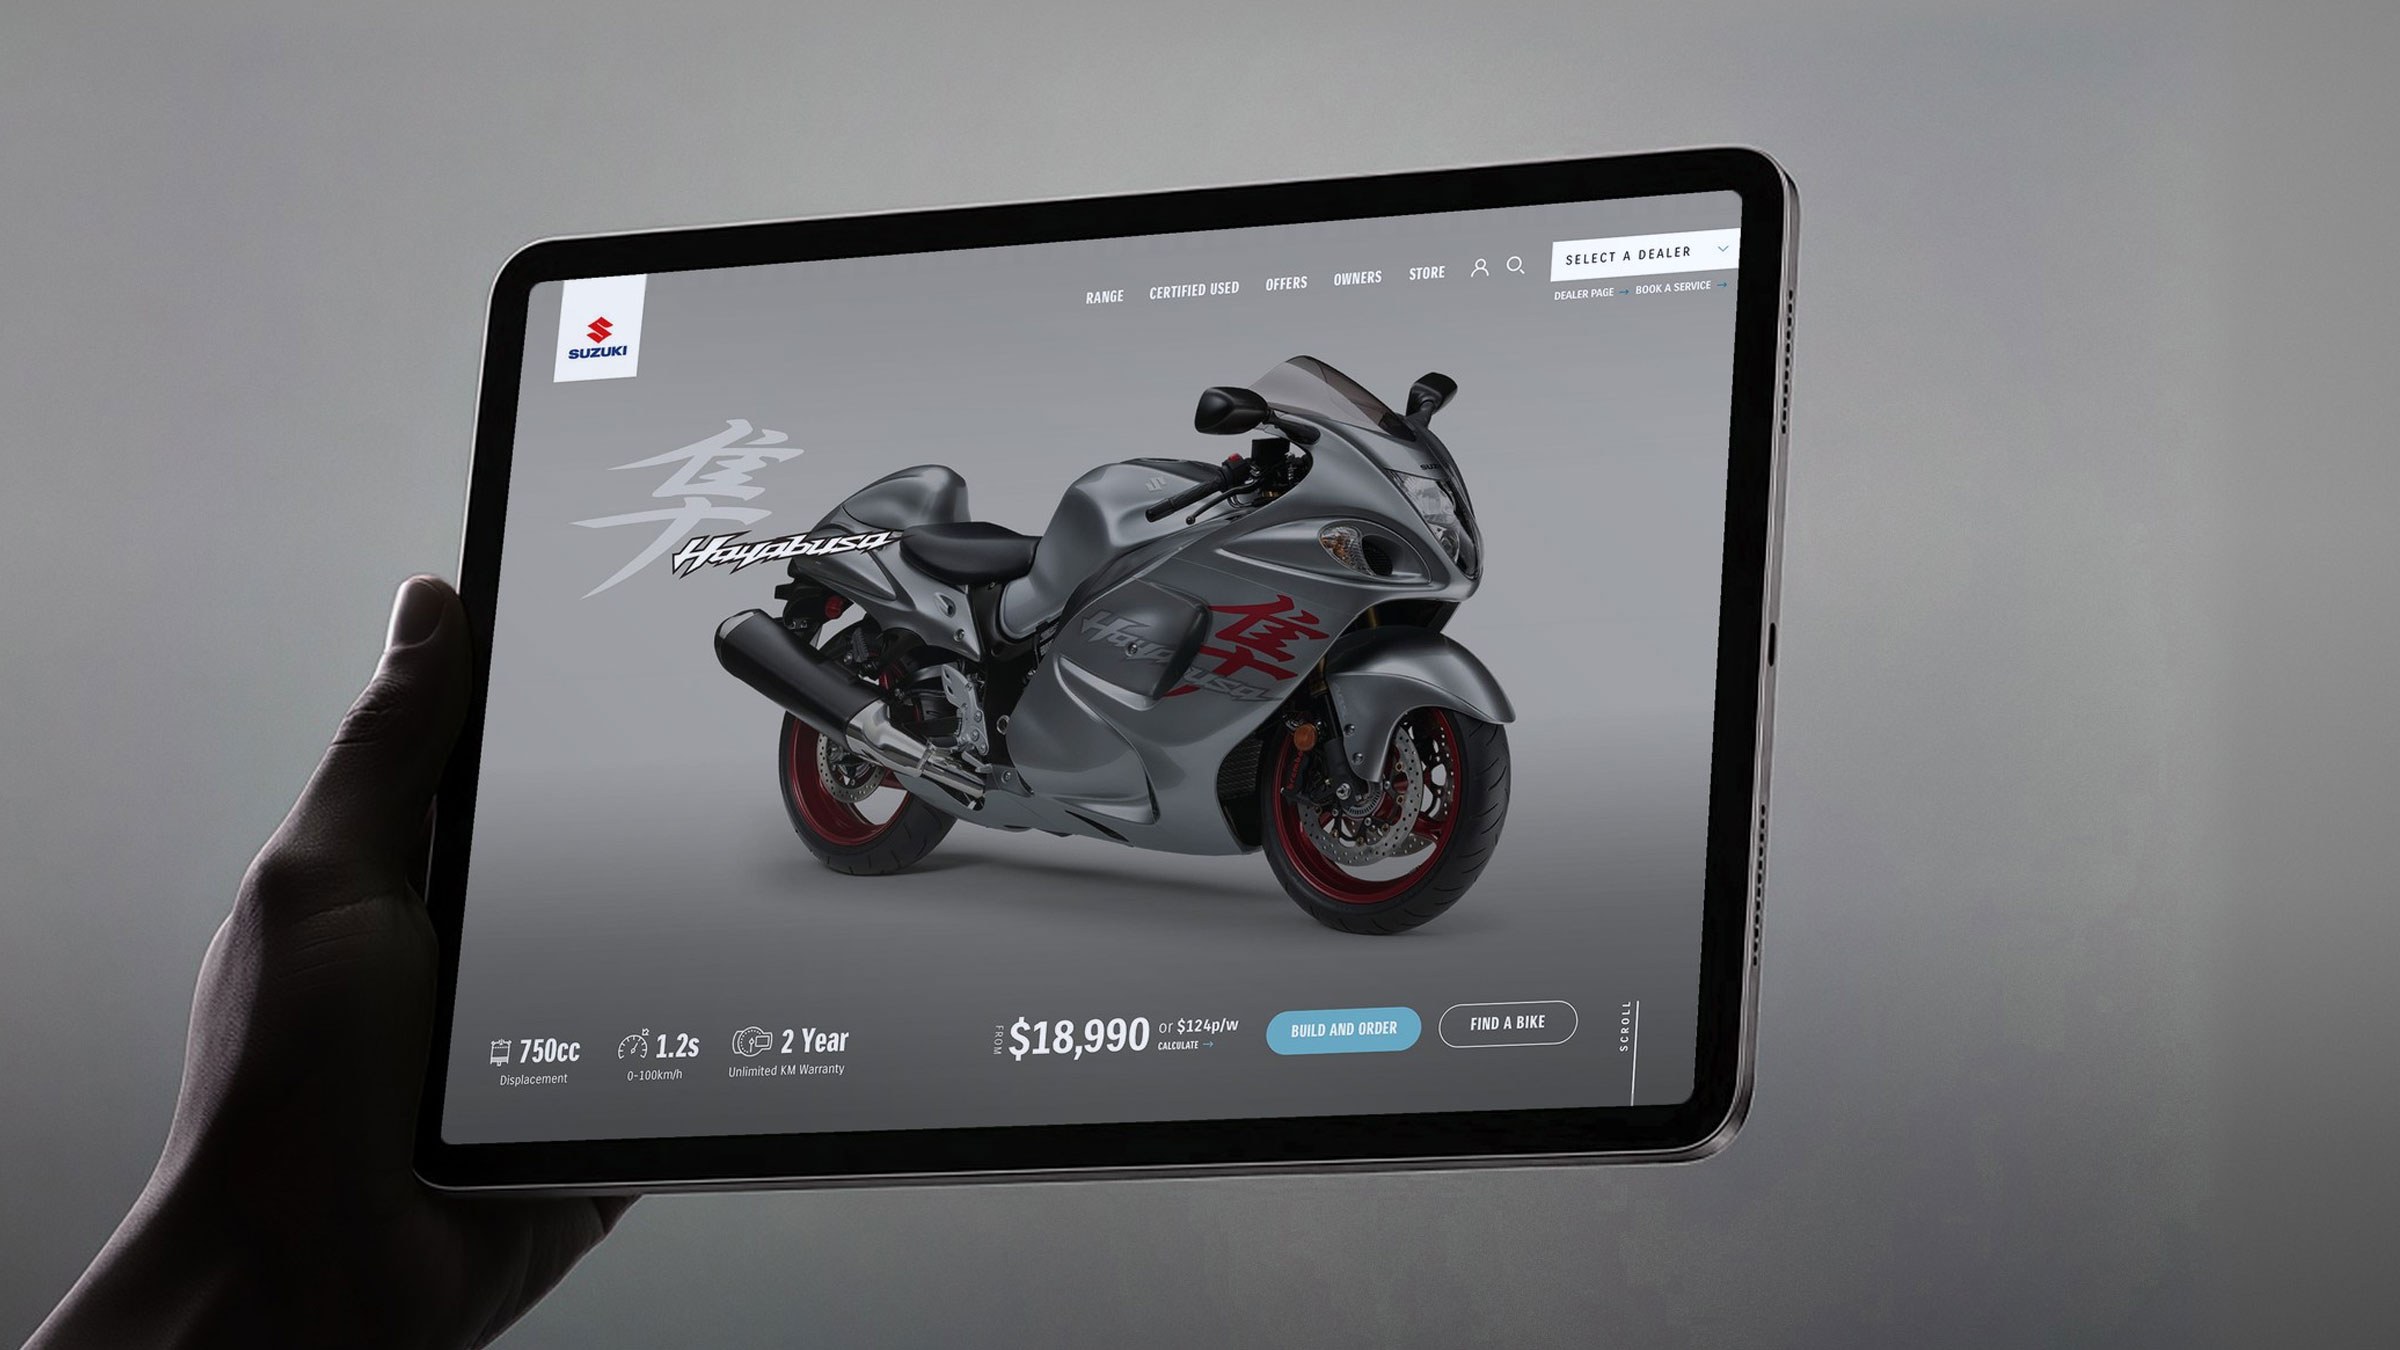 RANGE CERTIFIED USED OFFERS OWNERS STORE
SELECT A DEALER
DEALER PAGE → BOOK A SERVICE →
SUZUKI
隼
Hayabusa
隼
Hayabusa
750cc
Displacement
1.2s
0-100km/h
2 Year
Unlimited KM Warranty
FROM
$18,990
or $124p/w
CALCULATE →
BUILD AND ORDER
FIND A BIKE
SCROLL